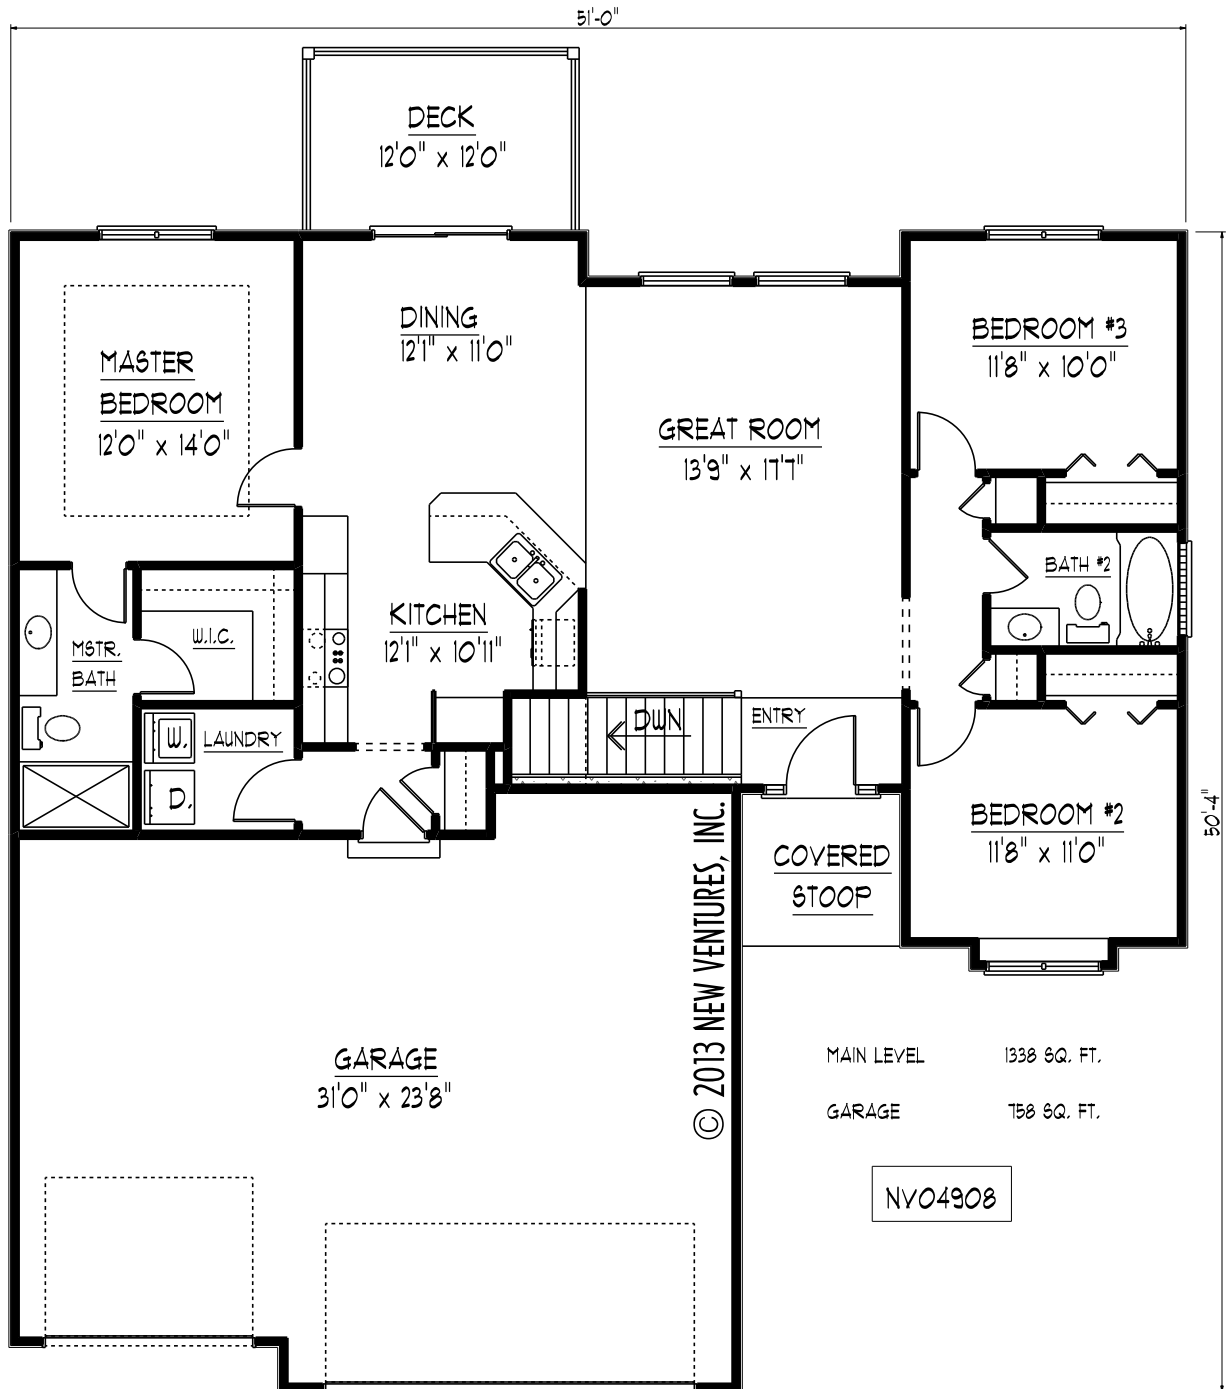 51'-0"
DECK
12'0" x 12'0"
DINING
12'1" x 11'0"
MASTER
BEDROOM
12'0" x 14'0"
GREAT ROOM
13'9" x 17'7"
BEDROOM #3
11'8" x 10'0"
BATH #2
KITCHEN
12'1" x 10'11"
W.I.C.
MSTR.
BATH
W.
LAUNDRY
D.
DWN
ENTRY
BEDROOM #2
11'8" x 11'0"
50'-4"
COVERED
STOOP
© 2013 NEW VENTURES, INC.
GARAGE
31'0" x 23'8"
MAIN LEVEL 1338 SQ. FT.
GARAGE 758 SQ. FT.
NV04908